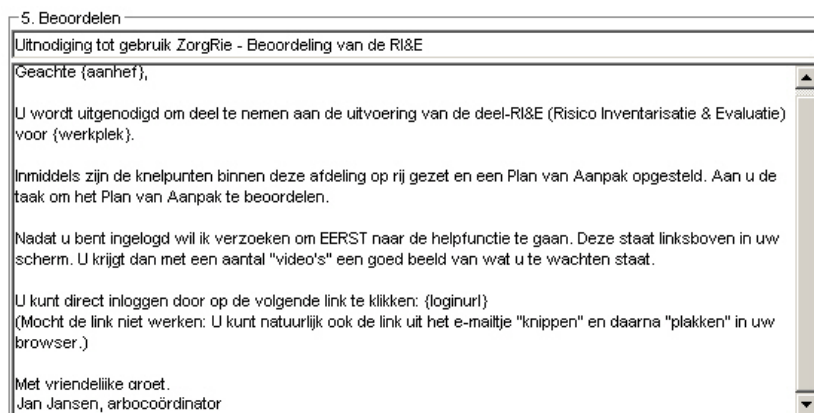 5. Beoordelen
Uitnodiging tot gebruik ZorgRie - Beoordeling van de RI&E
Geachte {aanhef},
U wordt uitgenodigd om deel te nemen aan de uitvoering van de deel-RI&E (Risico Inventarisatie & Evaluatie)
voor {werkplek}.
Inmiddels zijn de knelpunten binnen deze afdeling op rij gezet en een Plan van Aanpak opgesteld. Aan u de
taak om het Plan van Aanpak te beoordelen.
Nadat u bent ingelogd wil ik verzoeken om EERST naar de helpfunctie te gaan. Deze staat linksboven in uw
scherm. U krijgt dan met een aantal "video's" een goed beeld van wat u te wachten staat.
U kunt direct inloggen door op de volgende link te klikken: {loginurl}
(Mocht de link niet werken: U kunt natuurlijk ook de link uit het e-mailtje "knippen" en daarna "plakken" in uw
browser.)
Met vriendelijke groet.
Jan Jansen, arbocoördinator